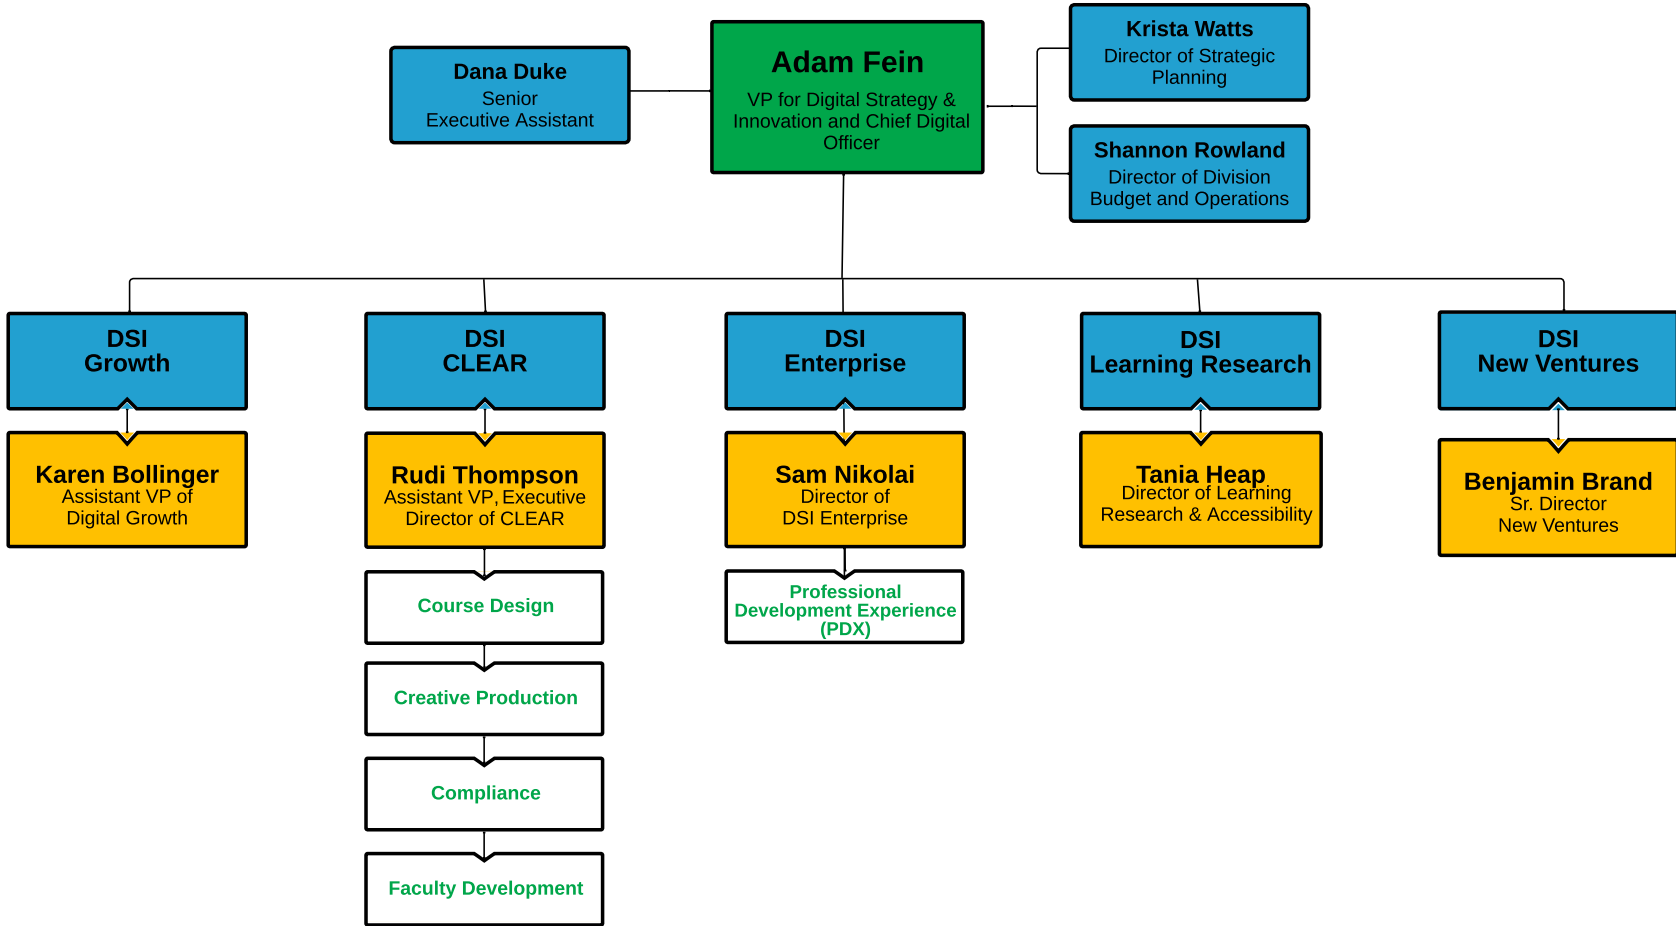 Dana Duke
Senior
Executive Assistant
Adam Fein
VP for Digital Strategy &
Innovation and Chief Digital
Officer
Krista Watts
Director of Strategic
Planning
Shannon Rowland
Director of Division
Budget and Operations
DSI
Growth
DSI
CLEAR
DSI
Enterprise
DSI
Learning Research
DSI
New Ventures
Karen Bollinger
Assistant VP of
Digital Growth
Rudi Thompson
Assistant VP, Executive
Director of CLEAR
Sam Nikolai
Director of
DSI Enterprise
Tania Heap
Director of Learning
Research & Accessibility
Benjamin Brand
Sr. Director
New Ventures
Course Design
Creative Production
Compliance
Faculty Development
Professional
Development Experience
(PDX)